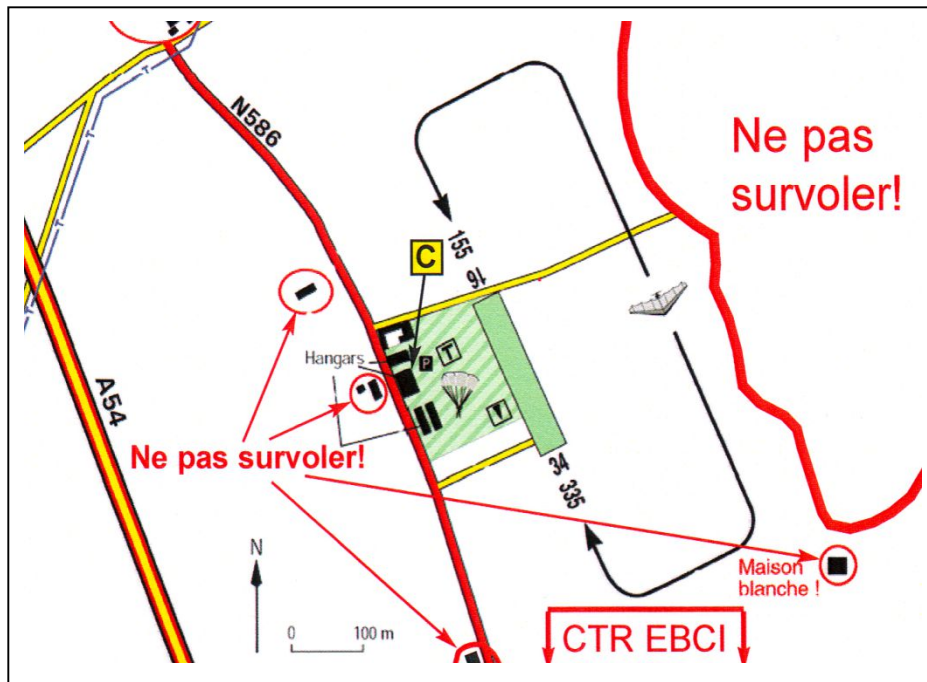 N586
Ne pas
survoler!
155
16
C
Hangars
P
T
A54
Ne pas survoler!
34
335
N
0 100 m
Maison
blanche !
CTR EBCI
T
T
T